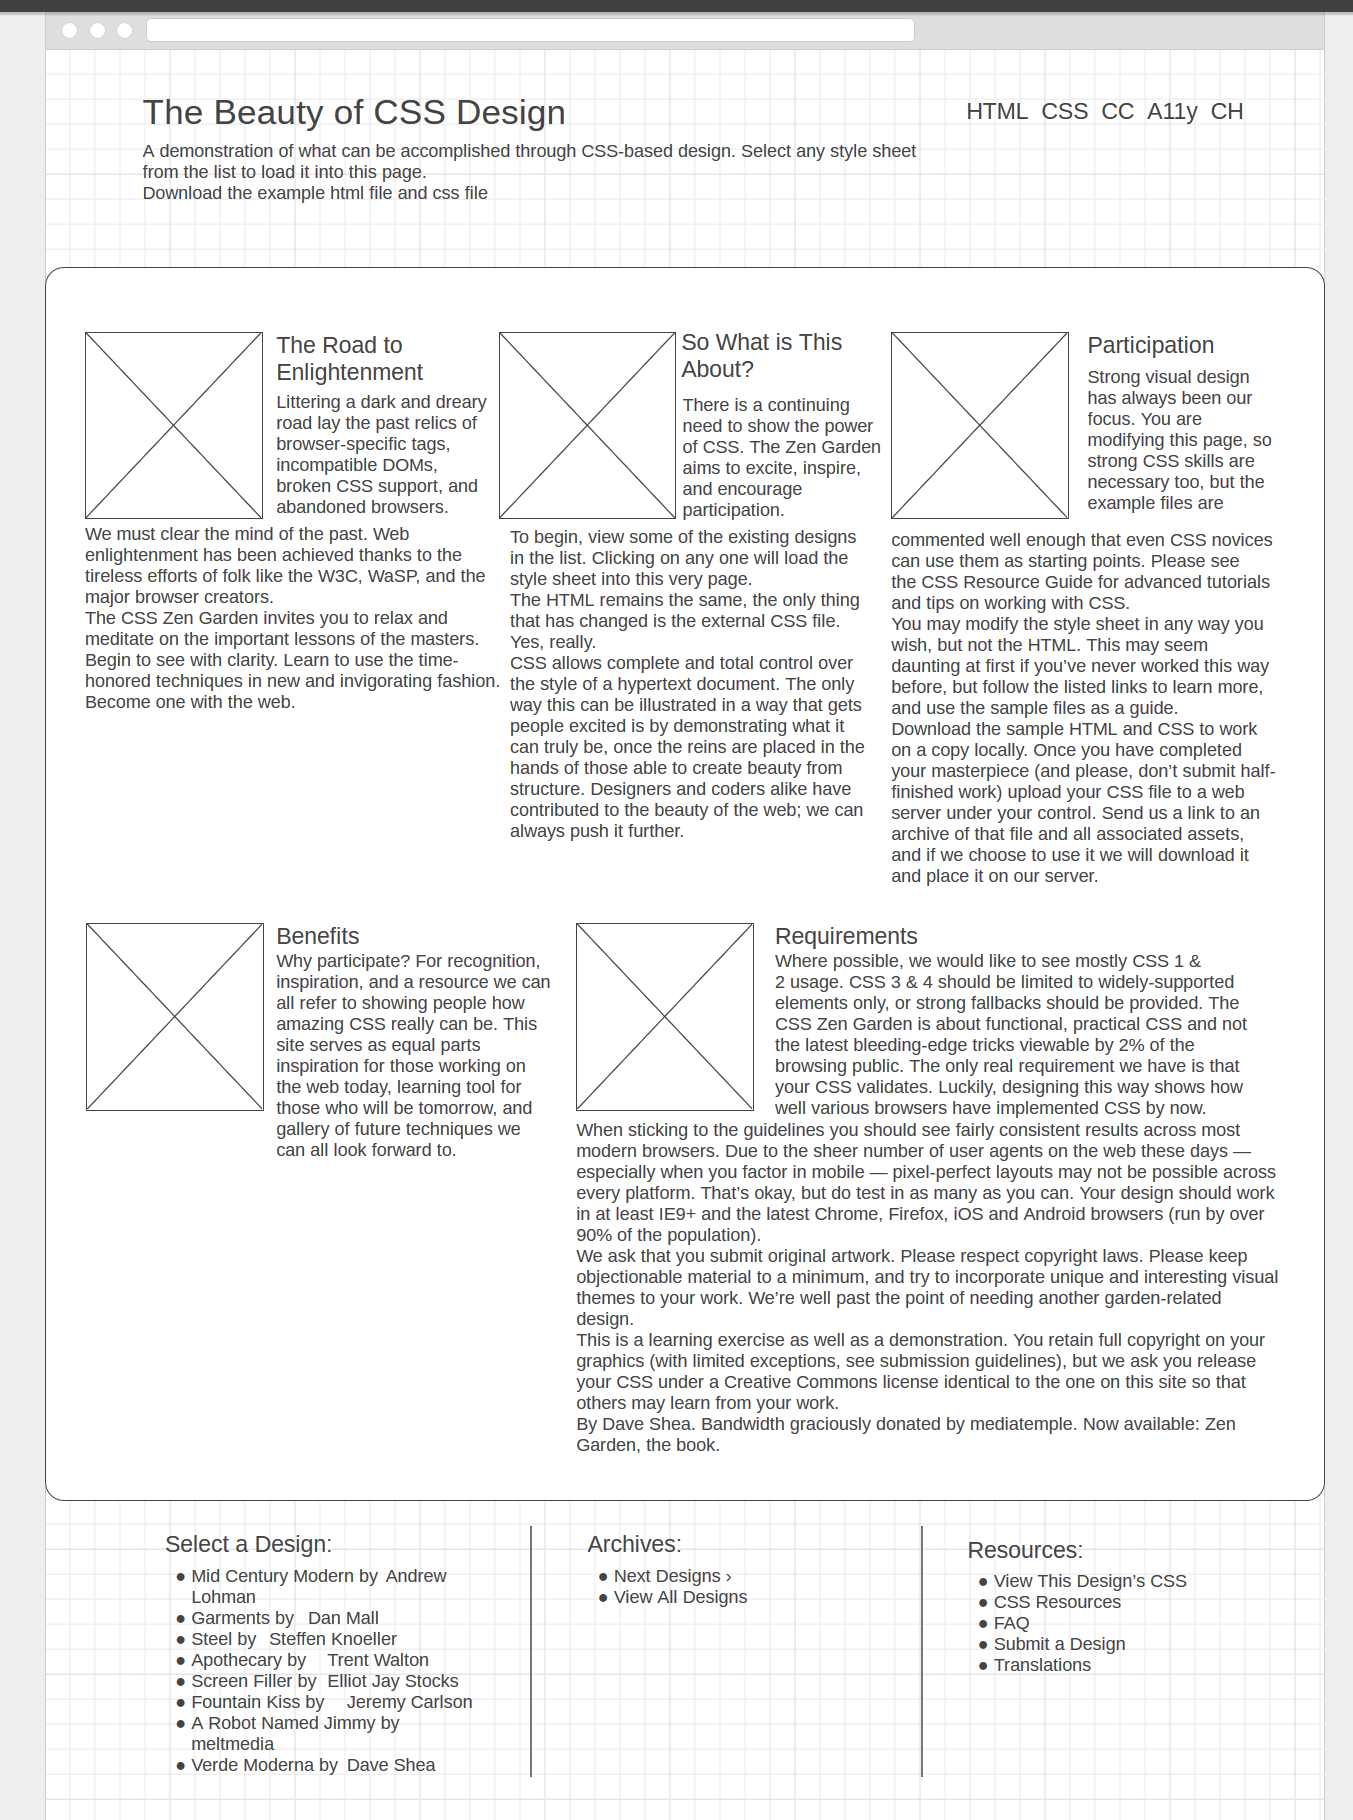 The Beauty of CSS Design
HTML CSS CC A11y CH
A demonstration of what can be accomplished through CSS-based design. Select any style sheet
from the list to load it into this page.
Download the example html file and css file
The Road to
Enlightenment
Littering a dark and dreary
road lay the past relics of
browser-specific tags,
incompatible DOMs,
broken CSS support, and
abandoned browsers.
We must clear the mind of the past. Web
enlightenment has been achieved thanks to the
tireless efforts of folk like the W3C, WaSP, and the
major browser creators.
The CSS Zen Garden invites you to relax and
meditate on the important lessons of the masters.
Begin to see with clarity. Learn to use the time-
honored techniques in new and invigorating fashion.
Become one with the web.
So What is This
About?
There is a continuing
need to show the power
of CSS. The Zen Garden
aims to excite, inspire,
and encourage
participation.
To begin, view some of the existing designs
in the list. Clicking on any one will load the
style sheet into this very page.
The HTML remains the same, the only thing
that has changed is the external CSS file.
Yes, really.
CSS allows complete and total control over
the style of a hypertext document. The only
way this can be illustrated in a way that gets
people excited is by demonstrating what it
can truly be, once the reins are placed in the
hands of those able to create beauty from
structure. Designers and coders alike have
contributed to the beauty of the web; we can
always push it further.
Participation
Strong visual design
has always been our
focus. You are
modifying this page, so
strong CSS skills are
necessary too, but the
example files are
commented well enough that even CSS novices
can use them as starting points. Please see
the CSS Resource Guide for advanced tutorials
and tips on working with CSS.
You may modify the style sheet in any way you
wish, but not the HTML. This may seem
daunting at first if you’ve never worked this way
before, but follow the listed links to learn more,
and use the sample files as a guide.
Download the sample HTML and CSS to work
on a copy locally. Once you have completed
your masterpiece (and please, don’t submit half-
finished work) upload your CSS file to a web
server under your control. Send us a link to an
archive of that file and all associated assets,
and if we choose to use it we will download it
and place it on our server.
Benefits
Why participate? For recognition,
inspiration, and a resource we can
all refer to showing people how
amazing CSS really can be. This
site serves as equal parts
inspiration for those working on
the web today, learning tool for
those who will be tomorrow, and
gallery of future techniques we
can all look forward to.
Requirements
Where possible, we would like to see mostly CSS 1 &
2 usage. CSS 3 & 4 should be limited to widely-supported
elements only, or strong fallbacks should be provided. The
CSS Zen Garden is about functional, practical CSS and not
the latest bleeding-edge tricks viewable by 2% of the
browsing public. The only real requirement we have is that
your CSS validates. Luckily, designing this way shows how
well various browsers have implemented CSS by now.
When sticking to the guidelines you should see fairly consistent results across most
modern browsers. Due to the sheer number of user agents on the web these days —
especially when you factor in mobile — pixel-perfect layouts may not be possible across
every platform. That’s okay, but do test in as many as you can. Your design should work
in at least IE9+ and the latest Chrome, Firefox, iOS and Android browsers (run by over
90% of the population).
We ask that you submit original artwork. Please respect copyright laws. Please keep
objectionable material to a minimum, and try to incorporate unique and interesting visual
themes to your work. We’re well past the point of needing another garden-related
design.
This is a learning exercise as well as a demonstration. You retain full copyright on your
graphics (with limited exceptions, see submission guidelines), but we ask you release
your CSS under a Creative Commons license identical to the one on this site so that
others may learn from your work.
By Dave Shea. Bandwidth graciously donated by mediatemple. Now available: Zen
Garden, the book.
Select a Design:
● Mid Century Modern by Andrew
Lohman
● Garments by Dan Mall
● Steel by Steffen Knoeller
● Apothecary by Trent Walton
● Screen Filler by Elliot Jay Stocks
● Fountain Kiss by Jeremy Carlson
● A Robot Named Jimmy by
meltmedia
● Verde Moderna by Dave Shea
Archives:
● Next Designs ›
● View All Designs
Resources:
● View This Design’s CSS
● CSS Resources
● FAQ
● Submit a Design
● Translations